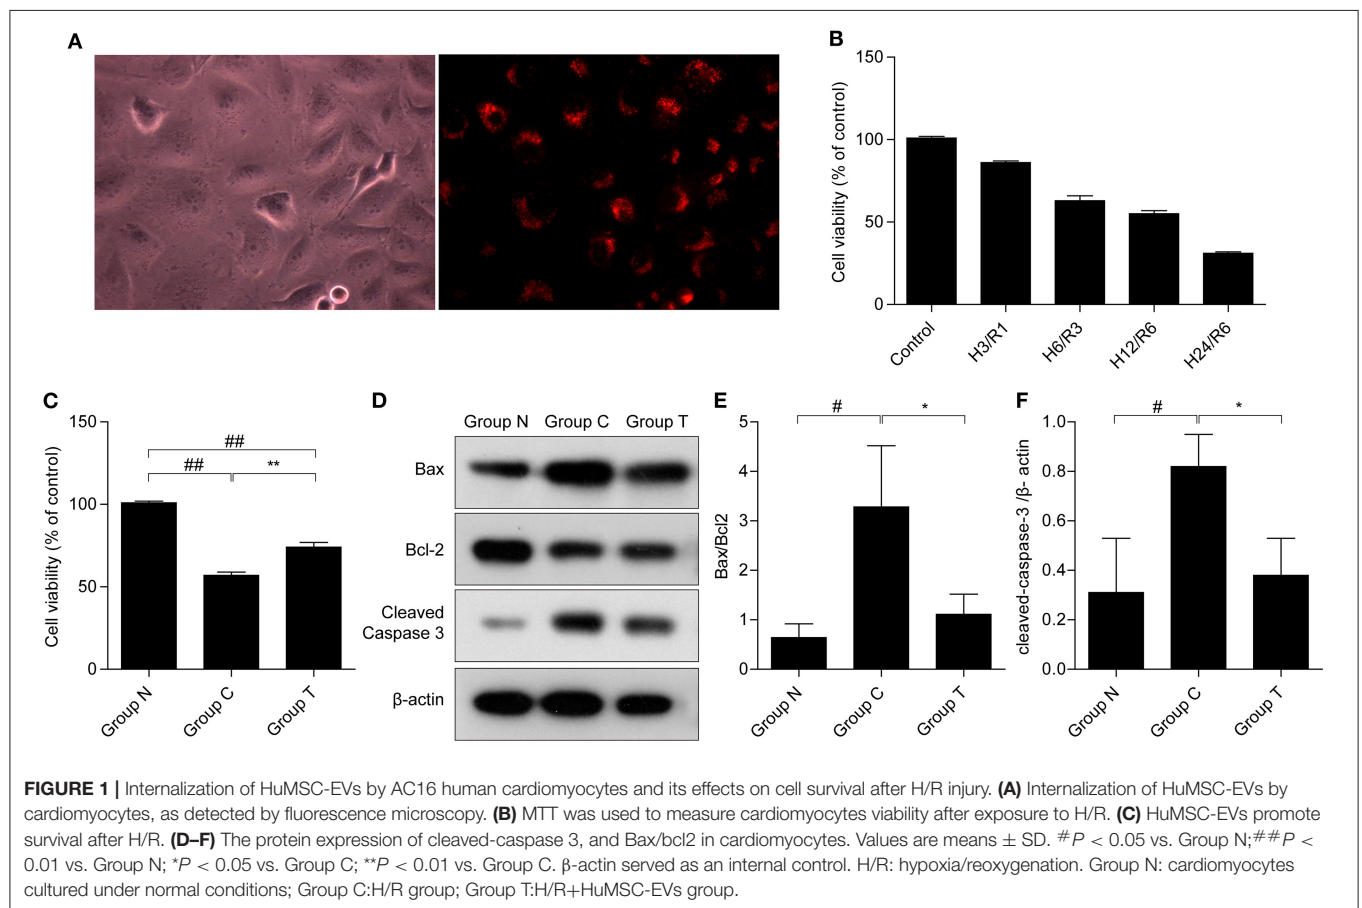 A
B
Cell viability (% of control)
150
100
50
0
Control
H3/R1
H6/R3
H12/R6
H24/R6
C
Cell viability (% of control)
150
100
50
0
##
##
**
Group N
Group C
Group T
D
Group N Group C Group T
Bax
Bcl-2
Cleaved
Caspase 3
β-actin
E
Bax/Bcl2
5
4
3
2
1
0
#
*
Group N
Group C
Group T
F
cleaved-caspase-3 /β- actin
1.0
0.8
0.6
0.4
0.2
0.0
#
*
Group N
Group C
Group T
FIGURE 1 | Internalization of HuMSC-EVs by AC16 human cardiomyocytes and its effects on cell survival after H/R injury. (A) Internalization of HuMSC-EVs by
cardiomyocytes, as detected by fluorescence microscopy. (B) MTT was used to measure cardiomyocytes viability after exposure to H/R. (C) HuMSC-EVs promote
survival after H/R. (D–F) The protein expression of cleaved-caspase 3, and Bax/bcl2 in cardiomyocytes. Values are means ± SD. #P < 0.05 vs. Group N;##P <
0.01 vs. Group N; *P < 0.05 vs. Group C; **P < 0.01 vs. Group C. β-actin served as an internal control. H/R: hypoxia/reoxygenation. Group N: cardiomyocytes
cultured under normal conditions; Group C:H/R group; Group T:H/R+HuMSC-EVs group.